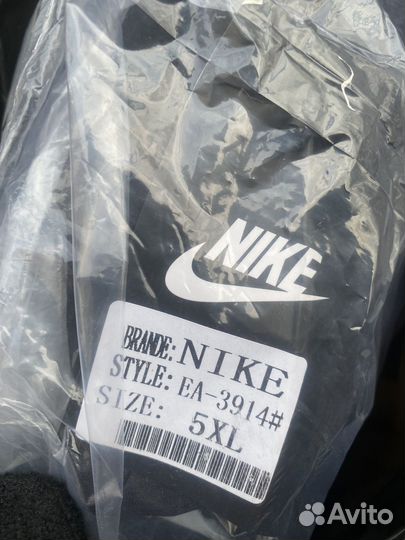 NIKE
BRANDE: NIKE
STYLE: EA-3914#
SIZE: 5XL
Avito